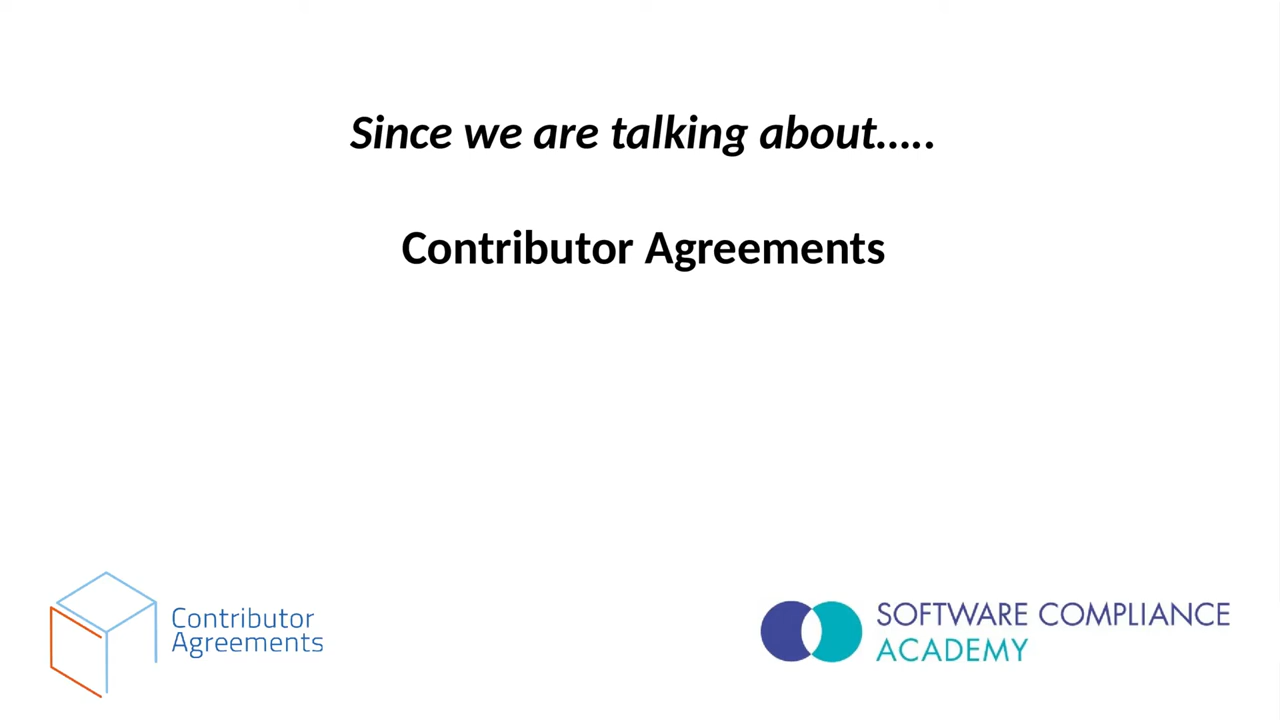 Since we are talking about.....
Contributor Agreements
Contributor
Agreements
SOFTWARE COMPLIANCE
ACADEMY